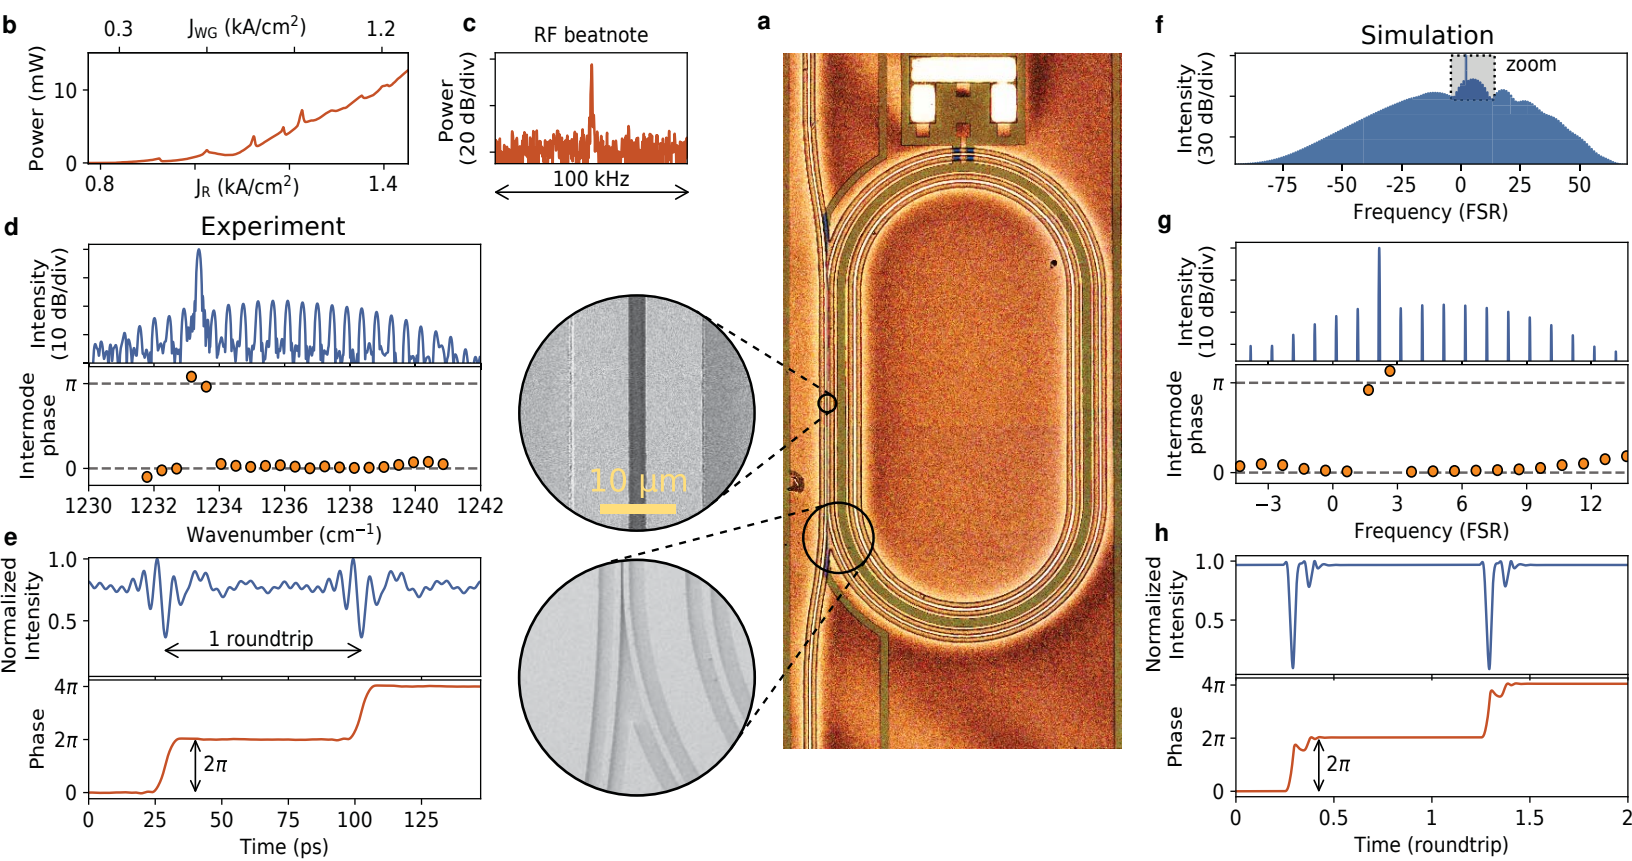 b
J_WG (kA/cm²)
0.3
1.2
Power (mW)
10
0
0.8
1.4
J_R (kA/cm²)
c
RF beatnote
Power
(20 dB/div)
100 kHz
a
f
Simulation
zoom
Intensity
(30 dB/div)
-75
-50
-25
0
25
50
Frequency (FSR)
d
Experiment
Intensity
(10 dB/div)
π
0
Intermode
phase
1230
1232
1234
1236
1238
1240
1242
Wavenumber (cm⁻¹)
10 μm
g
Intensity
(10 dB/div)
π
0
Intermode
phase
−3
0
3
6
9
12
Frequency (FSR)
e
Normalized
Intensity
1.0
0.5
1 roundtrip
Phase
4π
2π
0
2π
0
25
50
75
100
125
Time (ps)
h
Normalized
Intensity
1.0
0.5
Phase
4π
2π
0
2π
0
0.5
1
1.5
2
Time (roundtrip)